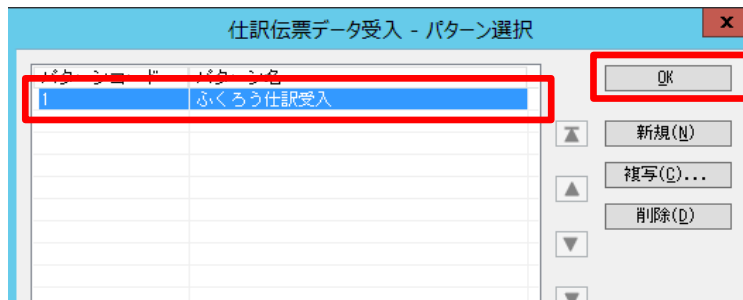 仕訳伝票データ受入 - パターン選択
x
パターンコード パターン名
OK
1 ふくろう仕訳受入
新規(N)
複写(C)...
削除(D)